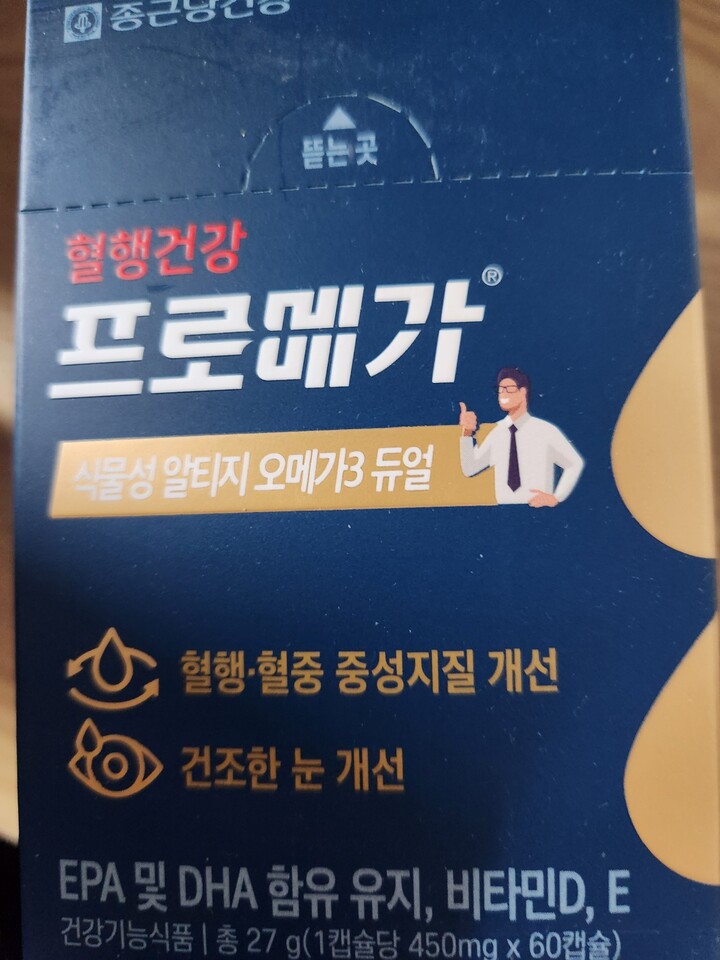 종근당건강
뜯는곳
혈행건강
프로메가®
식물성 알티지 오메가3 듀얼
혈행·혈중 중성지질 개선
건조한 눈 개선
EPA 및 DHA 함유 유지, 비타민D, E
건강기능식품 | 총 27 g(1캡슐당 450mg x 60캡슐)